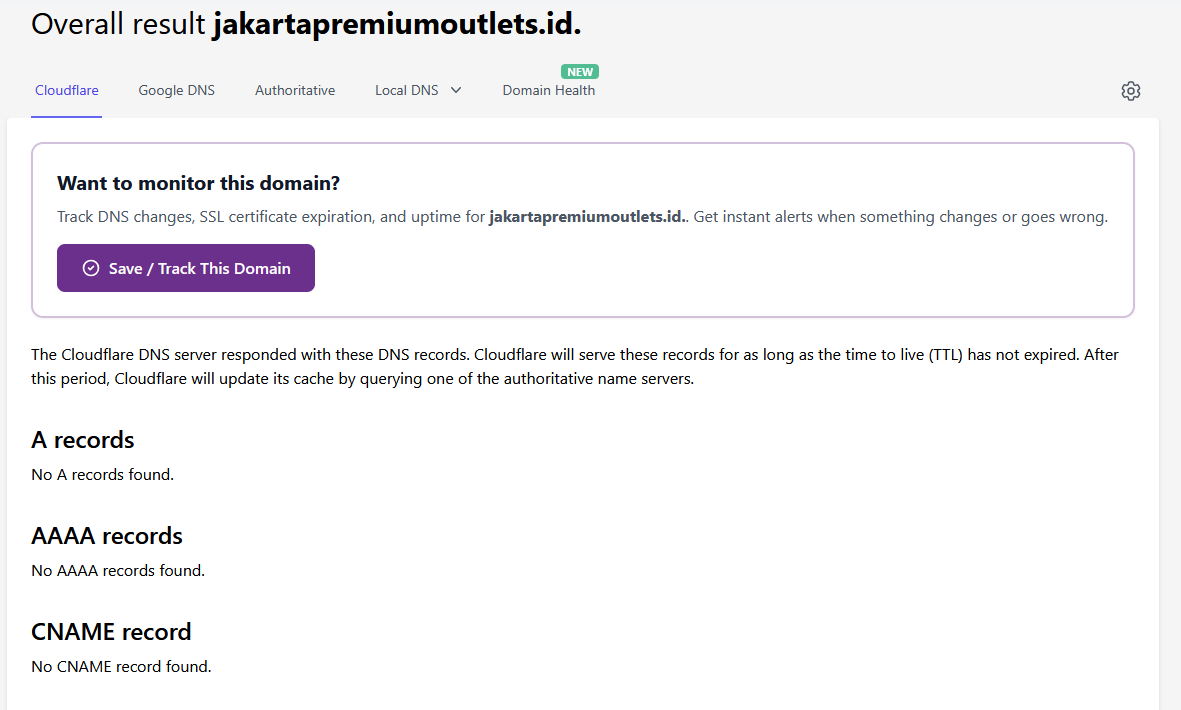 Overall result jakartapremiumoutlets.id.
NEW
Cloudflare Google DNS Authoritative Local DNS Domain Health
Want to monitor this domain?
Track DNS changes, SSL certificate expiration, and uptime for jakartapremiumoutlets.id.. Get instant alerts when something changes or goes wrong.
Save / Track This Domain
The Cloudflare DNS server responded with these DNS records. Cloudflare will serve these records for as long as the time to live (TTL) has not expired. After
this period, Cloudflare will update its cache by querying one of the authoritative name servers.
A records
No A records found.
AAAA records
No AAAA records found.
CNAME record
No CNAME record found.